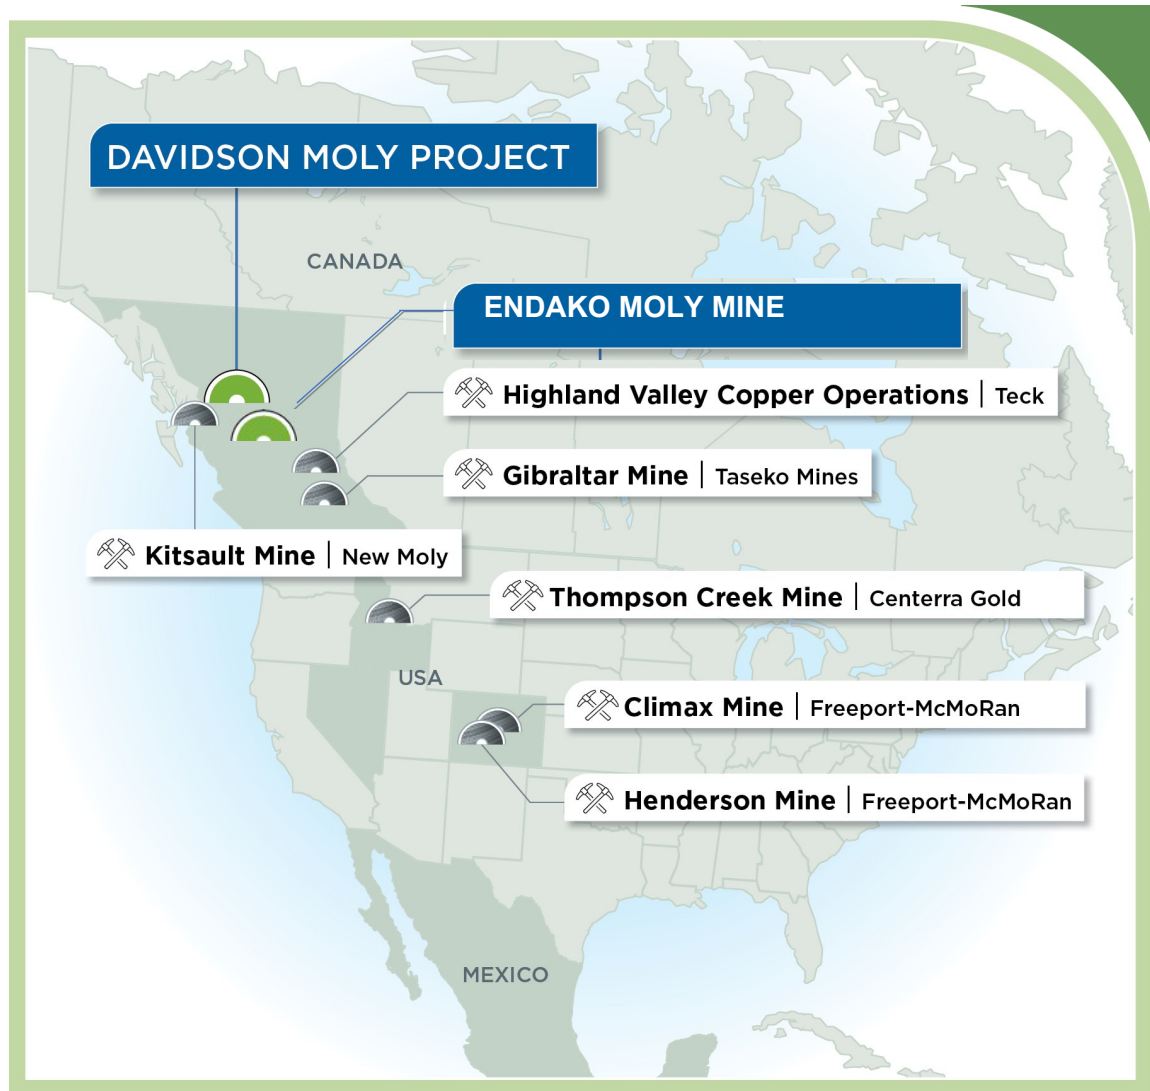 DAVIDSON MOLY PROJECT
CANADA
ENDAKO MOLY MINE
Highland Valley Copper Operations | Teck
Gibraltar Mine | Taseko Mines
Kitsault Mine | New Moly
Thompson Creek Mine | Centerra Gold
USA
Climax Mine | Freeport-McMoRan
Henderson Mine | Freeport-McMoRan
MEXICO